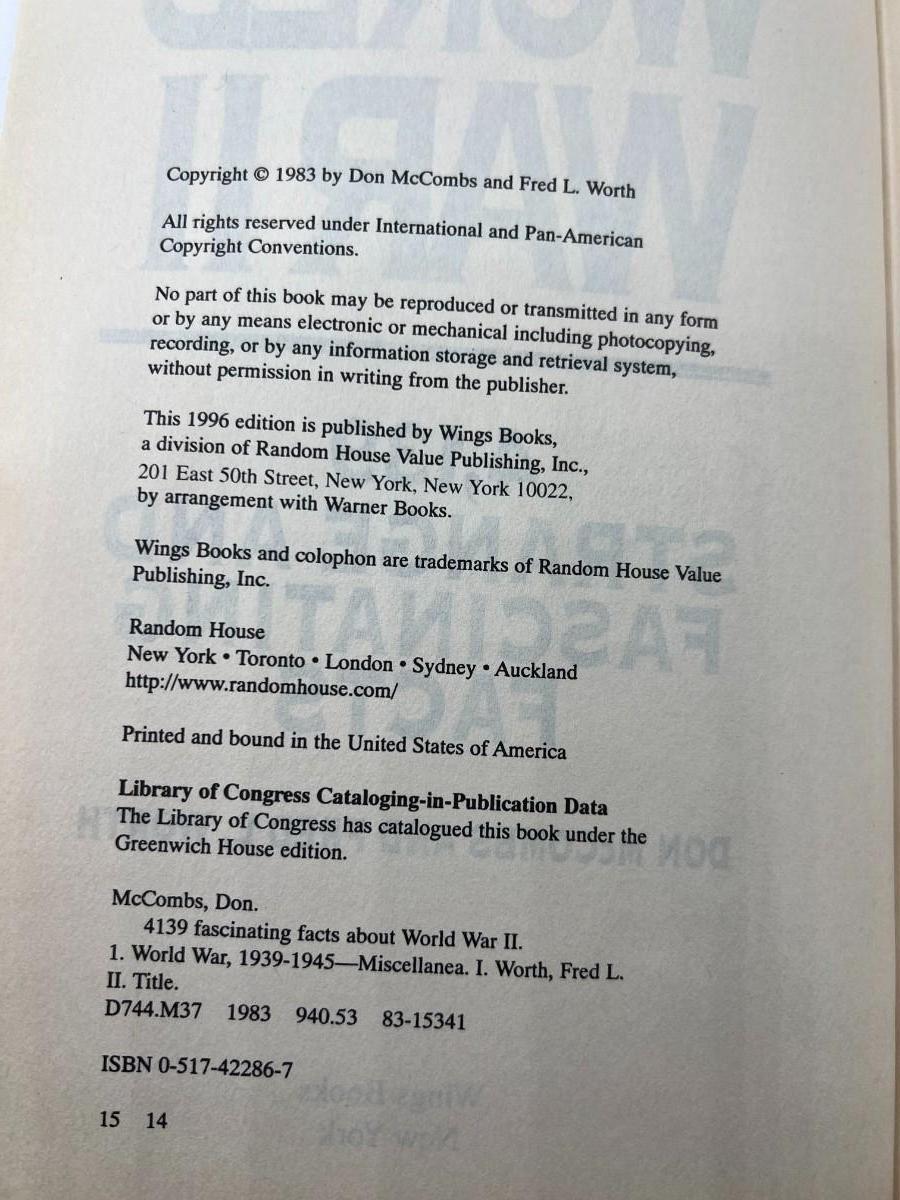 Copyright © 1983 by Don McCombs and Fred L. Worth
All rights reserved under International and Pan-American
Copyright Conventions.
No part of this book may be reproduced or transmitted in any form
or by any means electronic or mechanical including photocopying,
recording, or by any information storage and retrieval system,
without permission in writing from the publisher.
This 1996 edition is published by Wings Books,
a division of Random House Value Publishing, Inc.,
201 East 50th Street, New York, New York 10022,
by arrangement with Warner Books.
Wings Books and colophon are trademarks of Random House Value
Publishing, Inc.
Random House
New York • Toronto • London • Sydney • Auckland
http://www.randomhouse.com/
Printed and bound in the United States of America
Library of Congress Cataloging-in-Publication Data
The Library of Congress has catalogued this book under the
Greenwich House edition.
McCombs, Don.
4139 fascinating facts about World War II.
1. World War, 1939-1945—Miscellanea. I. Worth, Fred L.
II. Title.
D744.M37 1983 940.53 83-15341
ISBN 0-517-42286-7
15 14